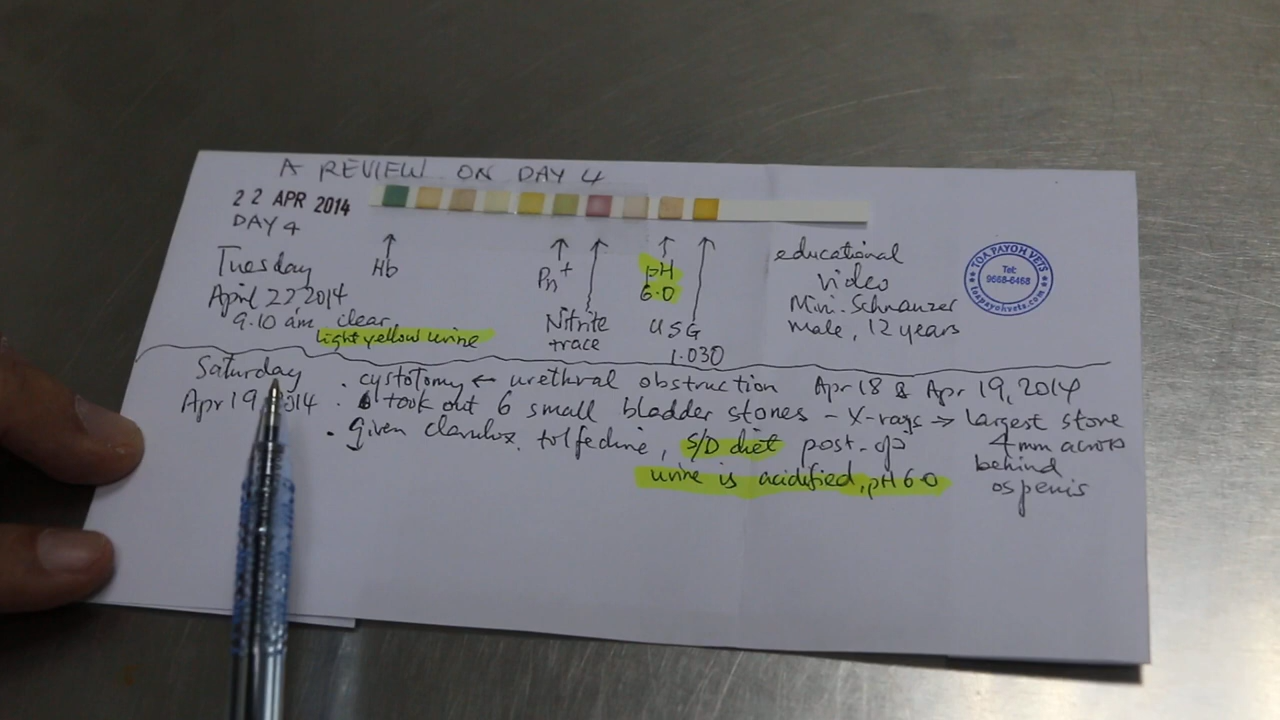 A REVIEW ON DAY 4
22 APR 2014
DAY 4
Tuesday
April 22 2014
9.10 am clear
light yellow urine
Hb
Prn+
Nitrite
trace
pH
6.0
USG
1.030
educational
video
Mini. Schnauzer
male, 12 years
TOA PAYOH VETS
Tel:
9668-6468
toapayohvets.com
Saturday
Apr 19 2014
. cystotomy ← urethral obstruction Apr 18 & Apr 19, 2014
. I took out 6 small bladder stones - X-rays → largest stone
4 mm across
behind
os penis
. given clavulox. tolfedine, S/D diet post-op
urine is acidified, pH 6.0